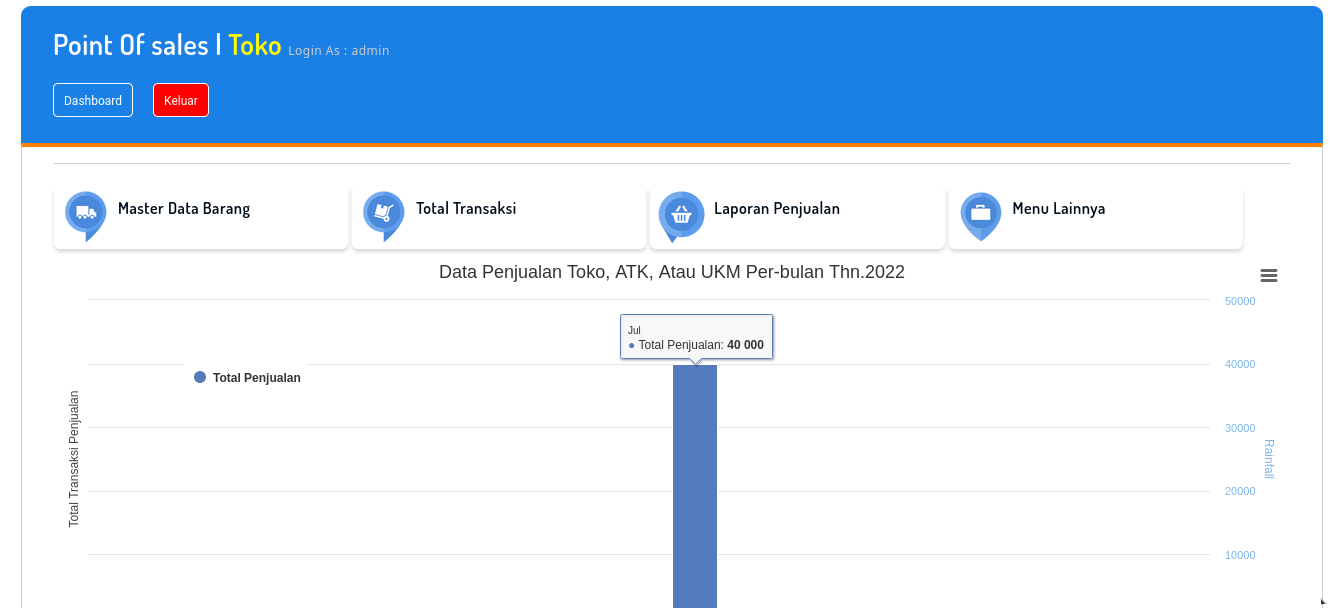 Point Of sales | Toko Login As : admin
Dashboard Keluar
Master Data Barang Total Transaksi Laporan Penjualan Menu Lainnya
Data Penjualan Toko, ATK, Atau UKM Per-bulan Thn.2022
50000
Jul
● Total Penjualan: 40 000
40000
Total Penjualan
30000
Total Transaksi Penjualan
Rainfall
20000
10000